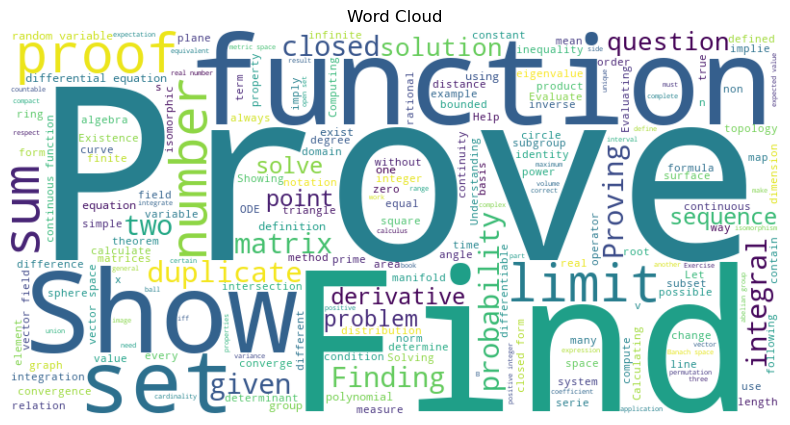 Word Cloud
random variable
expectation
metric space
infinite
constant
mean
plane
defined
equivalent
proof
function
closed
solution
inequality
question
implie
side
order
differential equation
property
distance
using
eigenvalue
true
real number
Computing
product
result
open set
unique
expected value
countable
compact
s
term
imply
example
Evaluate
rational
Evaluating
n
non
must
complete
ring
isomorphic
always
bounded
inverse
Help
respect
algebra
number
exist
circle
subgroup
topology
define
interval
Existence
degree
continuity
form
curve
finite
solve
domain
identity
map
dimension
Prove
continuous function
Showing
without
one
Understanding
basis
power
maximum
formula
surface
sum
field
integrate
notation
integer
range
volume
correct
Proving
continuous
make
equation
two
variable
point
zero
ODE
equal
work
operator
sequence
simple
definition
triangle
square
calculus
complex
root
way
isomorphism
theorem
matrix
method
prime
area
time
real
Let
contain
difference
calculate
matrices
angle
book
part
another
Exercise
certain
subset
possible
sphere
x
general
duplicate
intersection
manifold
differentiable
limit
v
vector field
vector space
ball
Show
Find
derivative
probability
integral
abelian group
following
union
image
iff
different
positive
problem
many
change
element
need
properties
distribution
norm
determine
Calculating
expression
Banach space
vector
graph
value
every
variance
condition
Solving
compute
line
permutation
three
integration
converge
Finding
space
closed form
system
coefficient
use
convergence
set
given
determinant
polynomial
m
positive integer
serie
length
relation
cardinality
group
measure
application